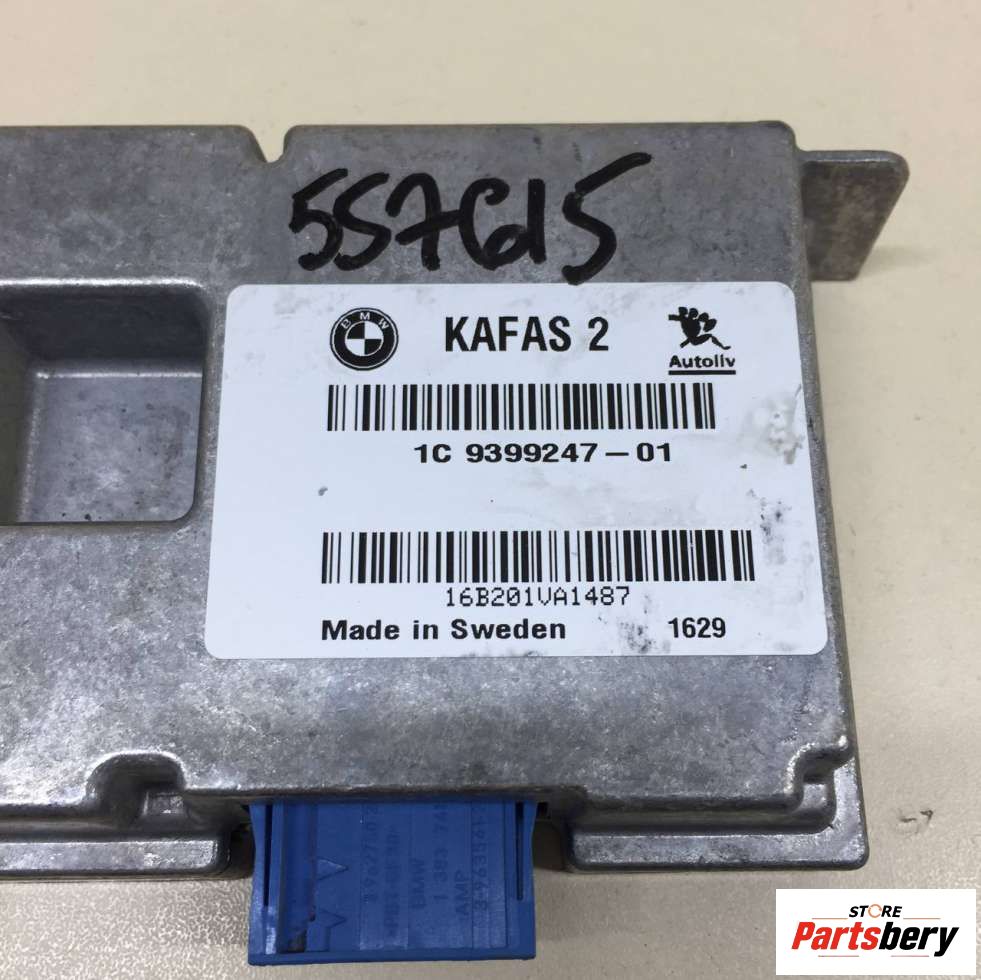 557615
BMW
KAFAS 2
Autoliv
1C 9399247-01
16B201VA1487
Made in Sweden 1629
BMW
AMP
STORE
Partsbery